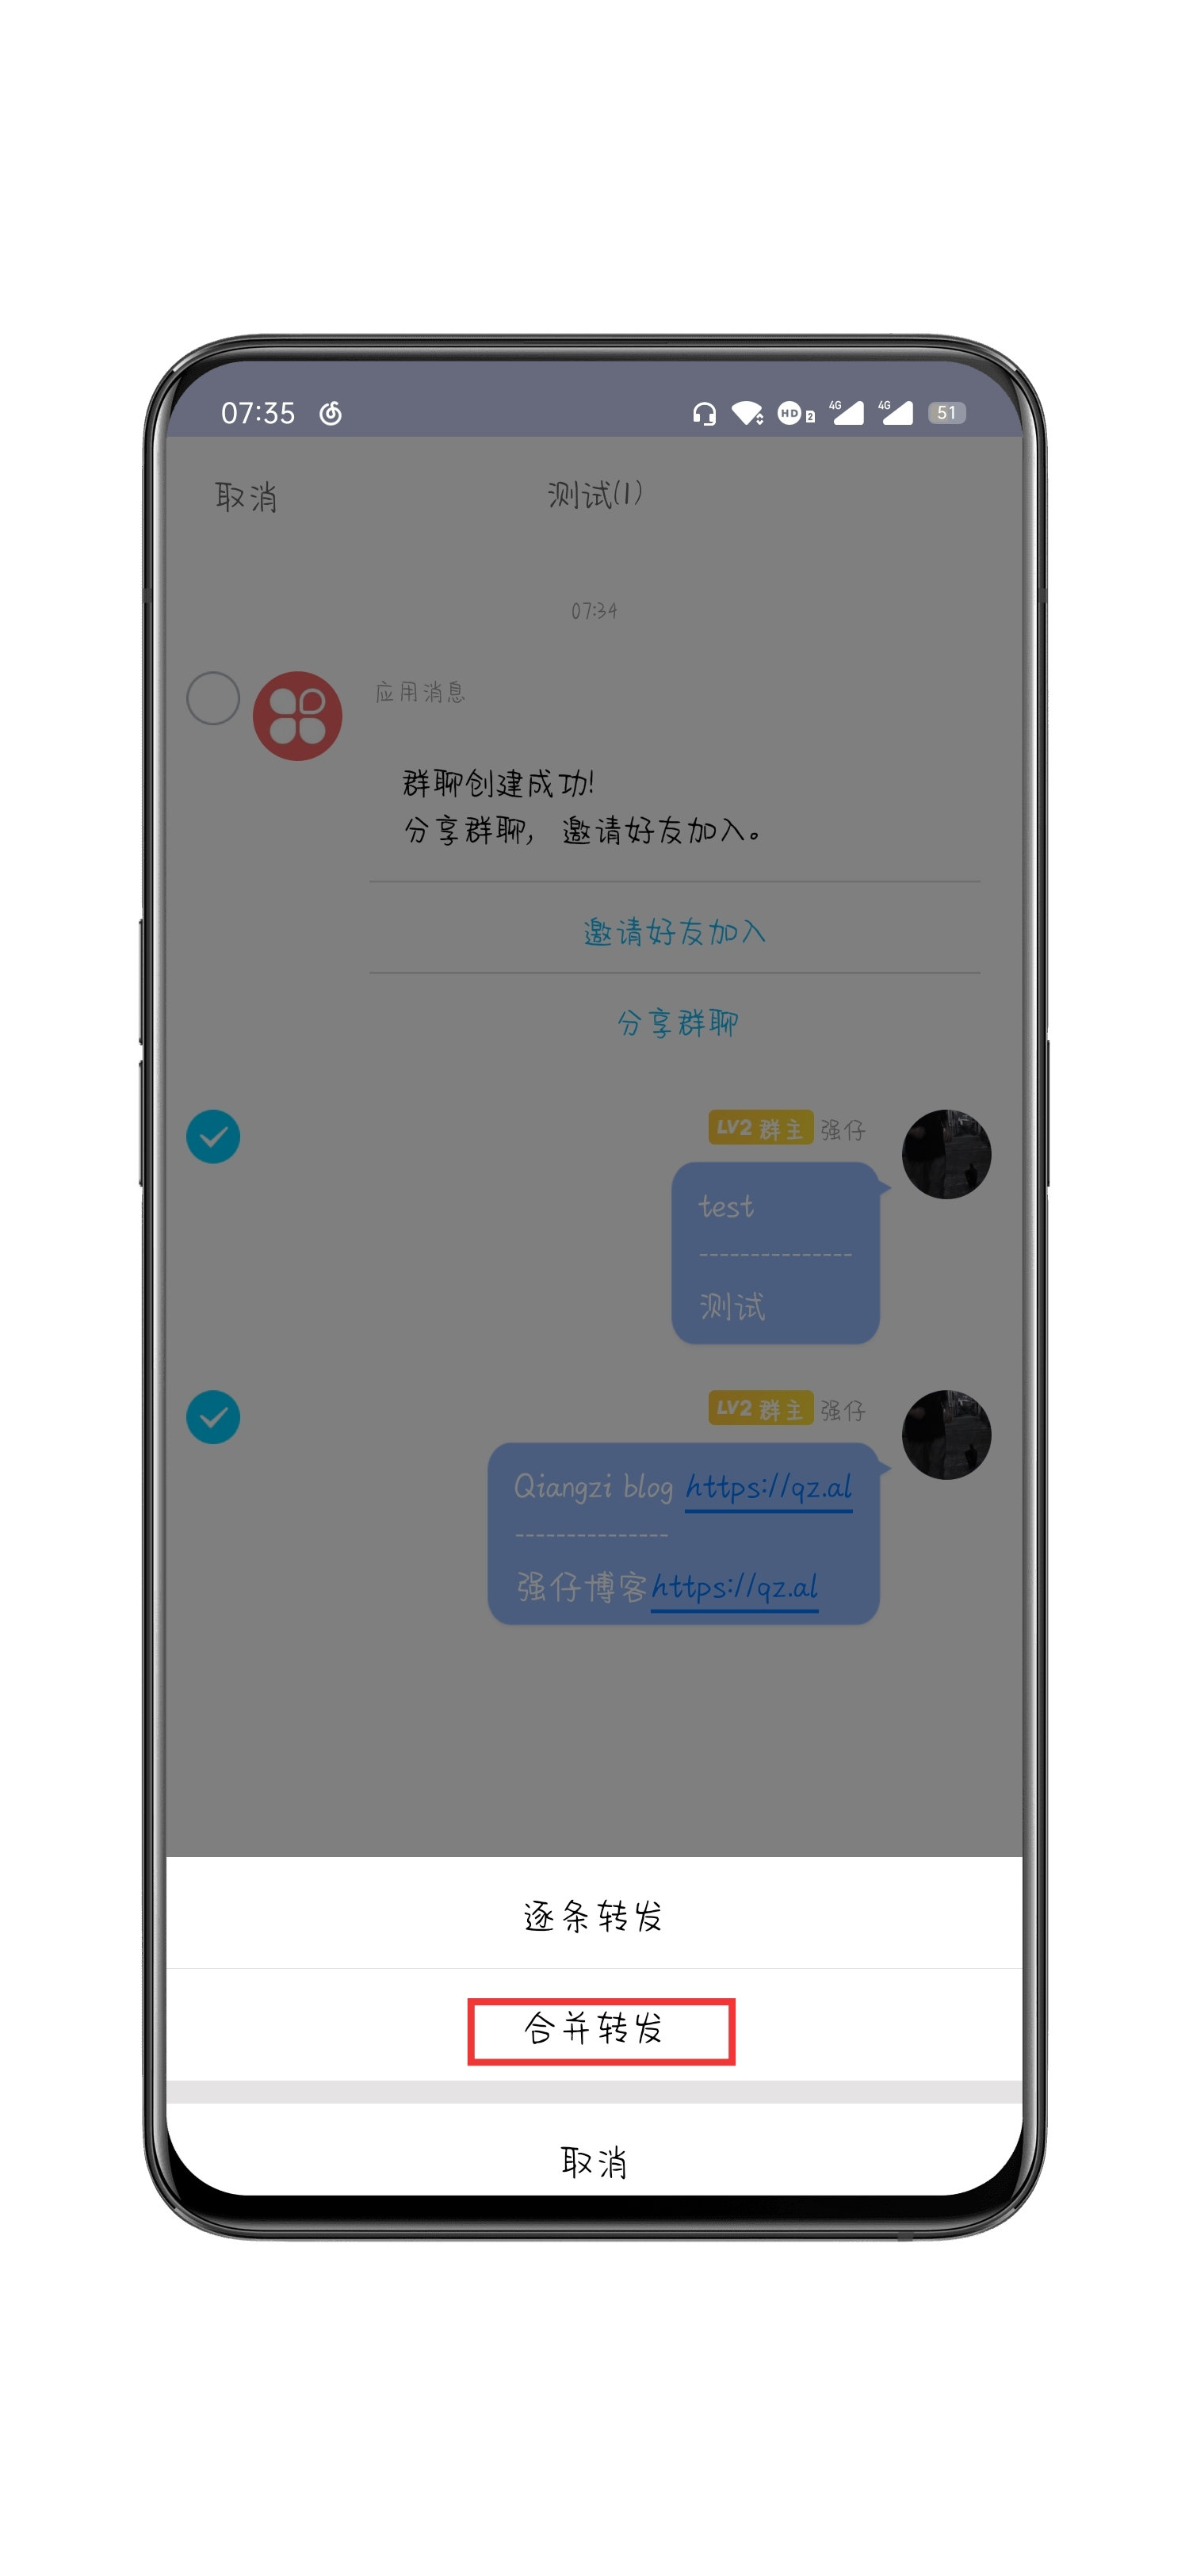 07:35
HD 2 4G 4G 51
取消
测试(1)
07:34
应用消息
群聊创建成功!
分享群聊, 邀请好友加入。
邀请好友加入
分享群聊
LV2 群主 强仔
test
---------------
测试
LV2 群主 强仔
Qiangzi blog https://qz.al
---------------
强仔博客https://qz.al
逐条转发
合并转发
取消